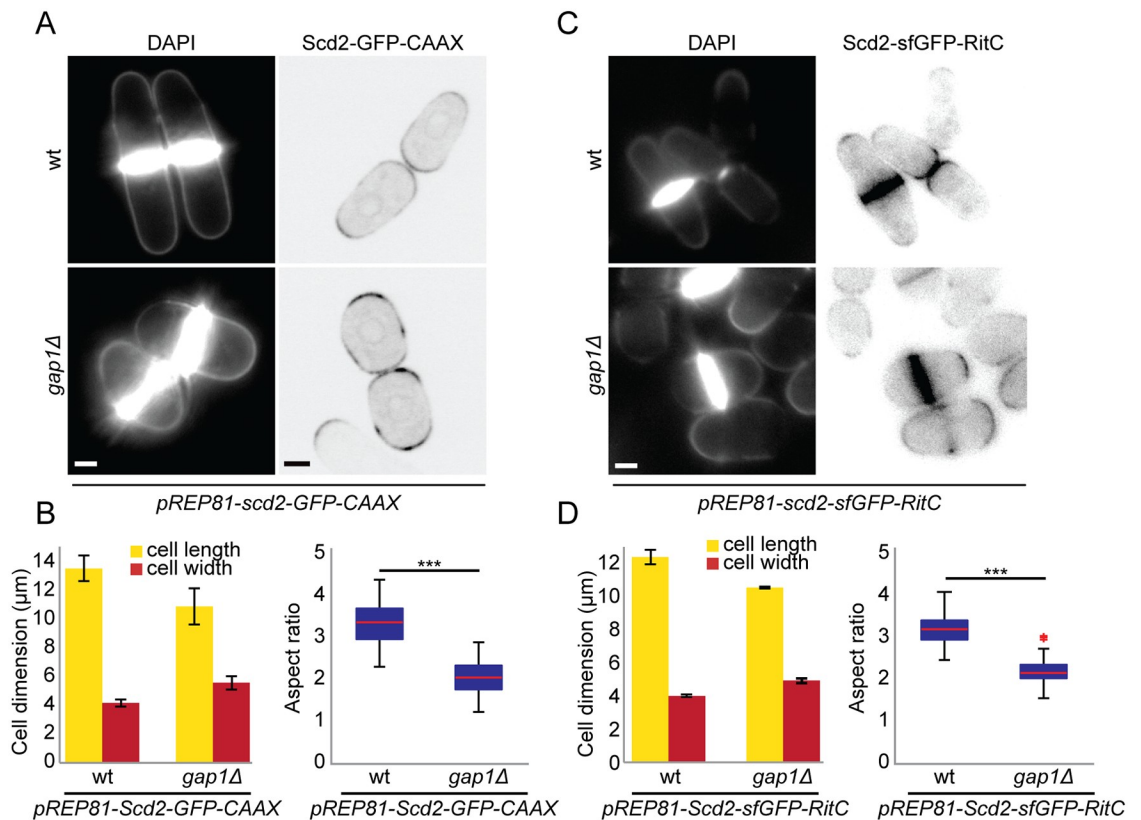 A
DAPI
Scd2-GFP-CAAX
wt
gap1Δ
pREP81-scd2-GFP-CAAX
C
DAPI
Scd2-sfGFP-RitC
wt
gap1Δ
pREP81-scd2-sfGFP-RitC
B
Cell dimension (μm)
14
12
10
8
6
4
2
0
cell length
cell width
wt
gap1Δ
pREP81-Scd2-GFP-CAAX
Aspect ratio
5
4
3
2
1
0
***
wt
gap1Δ
pREP81-Scd2-GFP-CAAX
D
Cell dimension (μm)
12
10
8
6
4
2
0
cell length
cell width
wt
gap1Δ
pREP81-Scd2-sfGFP-RitC
Aspect ratio
5
4
3
2
1
0
***
wt
gap1Δ
pREP81-Scd2-sfGFP-RitC